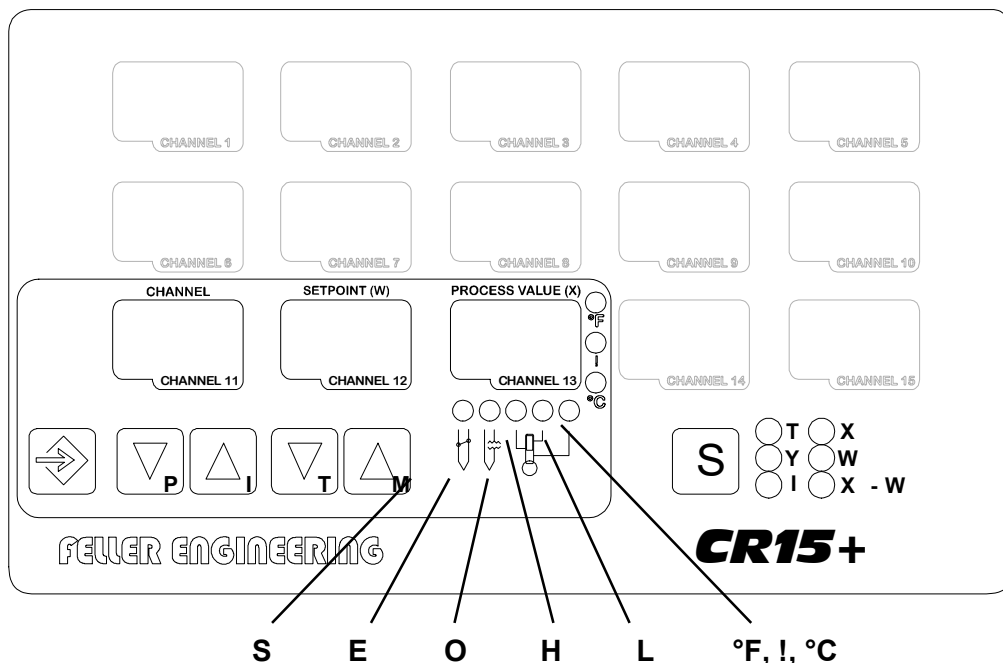 CHANNEL 1 CHANNEL 2 CHANNEL 3 CHANNEL 4 CHANNEL 5
CHANNEL 6 CHANNEL 7 CHANNEL 8 CHANNEL 9 CHANNEL 10
CHANNEL SETPOINT (W) PROCESS VALUE (X)
°F
I
°C
CHANNEL 11 CHANNEL 12 CHANNEL 13 CHANNEL 14 CHANNEL 15
P I T M
S
T X
Y W
I X - W
FELLER ENGINEERING CR15+
S E O H L °F, !, °C